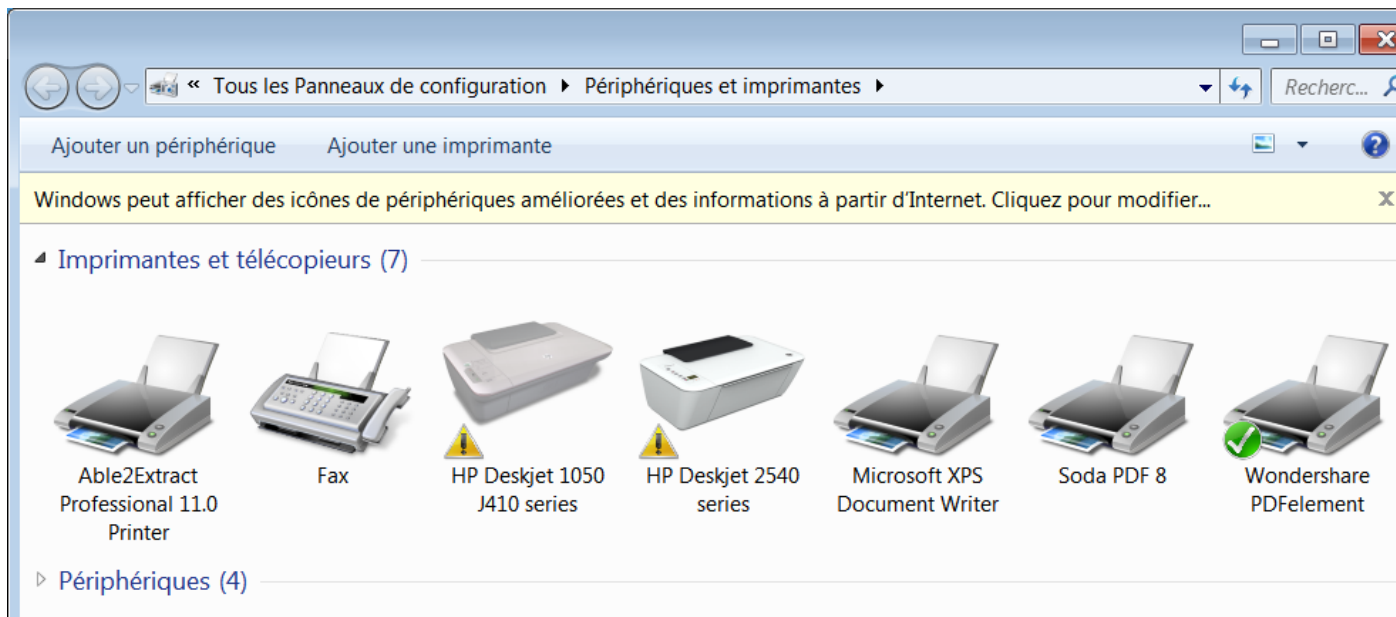 « Tous les Panneaux de configuration Périphériques et imprimantes Recherc...
Ajouter un périphérique Ajouter une imprimante
Windows peut afficher des icônes de périphériques améliorées et des informations à partir d'Internet. Cliquez pour modifier...
Imprimantes et télécopieurs (7)
Able2Extract
Professional 11.0
Printer
Fax
HP Deskjet 1050
J410 series
HP Deskjet 2540
series
Microsoft XPS
Document Writer
Soda PDF 8
Wondershare
PDFelement
Périphériques (4)